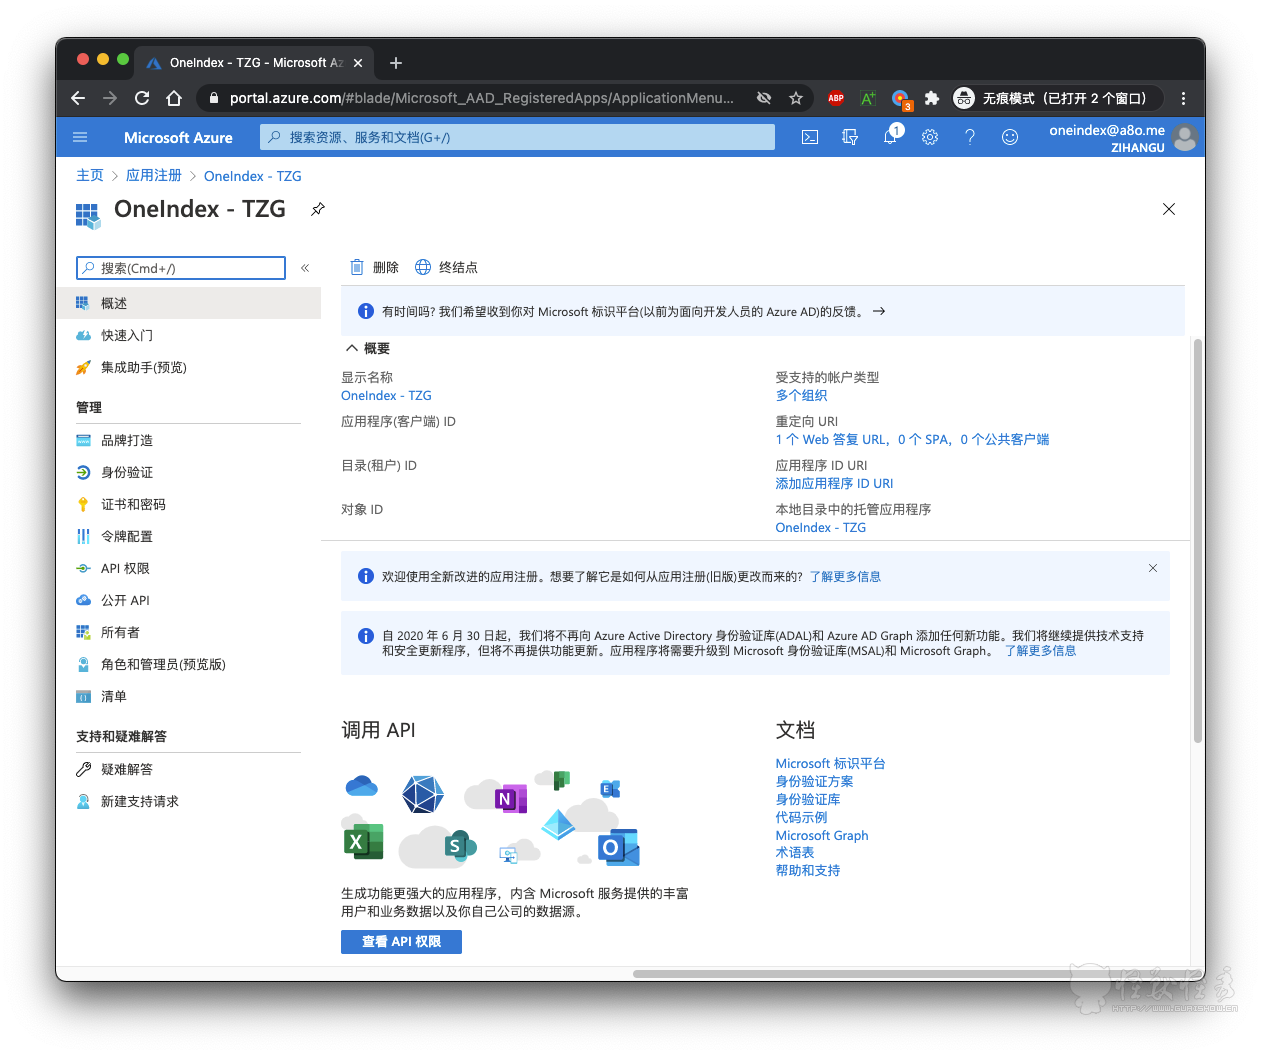 OneIndex - TZG - Microsoft Az
portal.azure.com/#blade/Microsoft_AAD_RegisteredApps/ApplicationMenu...
ABP
A+
3
无痕模式（已打开 2 个窗口）
Microsoft Azure
搜索资源、服务和文档(G+/)
1
oneindex@a8o.me
ZIHANGU
主页 > 应用注册 > OneIndex - TZG
OneIndex - TZG
搜索(Cmd+/)
«
删除
终结点
概述
快速入门
集成助手(预览)
管理
品牌打造
身份验证
证书和密码
令牌配置
API 权限
公开 API
所有者
角色和管理员(预览版)
清单
支持和疑难解答
疑难解答
新建支持请求
有时间吗? 我们希望收到你对 Microsoft 标识平台(以前为面向开发人员的 Azure AD)的反馈。 →
概要
显示名称
OneIndex - TZG
应用程序(客户端) ID
目录(租户) ID
对象 ID
受支持的帐户类型
多个组织
重定向 URI
1 个 Web 答复 URL，0 个 SPA，0 个公共客户端
应用程序 ID URI
添加应用程序 ID URI
本地目录中的托管应用程序
OneIndex - TZG
欢迎使用全新改进的应用注册。想要了解它是如何从应用注册(旧版)更改而来的? 了解更多信息
自 2020 年 6 月 30 日起，我们将不再向 Azure Active Directory 身份验证库(ADAL)和 Azure AD Graph 添加任何新功能。我们将继续提供技术支持
和安全更新程序，但将不再提供功能更新。应用程序将需要升级到 Microsoft 身份验证库(MSAL)和 Microsoft Graph。 了解更多信息
调用 API
N
E
X
S
O
生成功能更强大的应用程序，内含 Microsoft 服务提供的丰富
用户和业务数据以及你自己公司的数据源。
查看 API 权限
文档
Microsoft 标识平台
身份验证方案
身份验证库
代码示例
Microsoft Graph
术语表
帮助和支持
怪兽怪秀
HTTP://WWW.GUAISHOW.CN